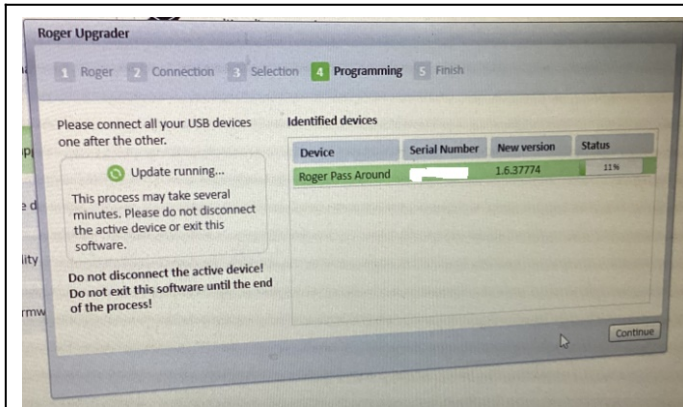 Roger Upgrader
1 Roger 2 Connection 3 Selection 4 Programming 5 Finish
Please connect all your USB devices
one after the other.
Update running...
This process may take several
minutes. Please do not disconnect
the active device or exit this
software.
Do not disconnect the active device!
Do not exit this software until the end
of the process!
Identified devices
Device Serial Number New version Status
Roger Pass Around 1.6.37774 11%
Continue